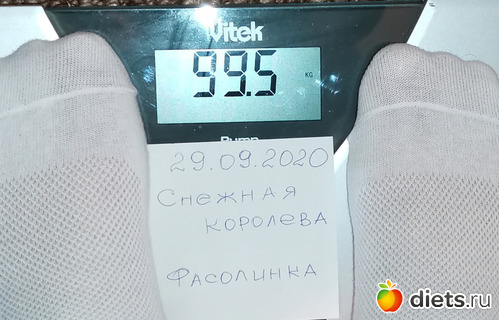 Vitek
99.5 KG
29.09.2020
Снежная
королева
Фасолинка
diets.ru